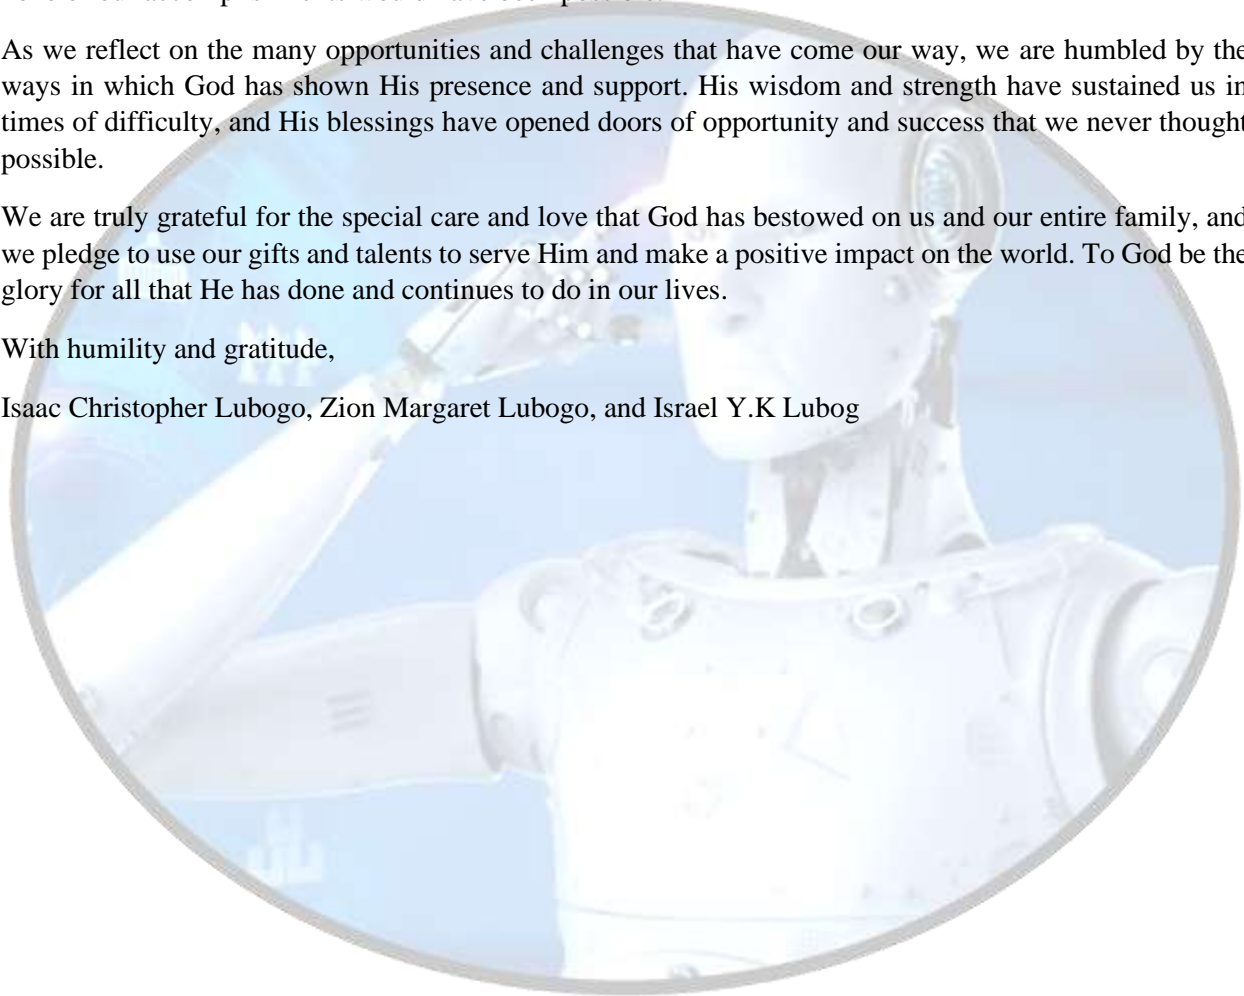 As we reflect on the many opportunities and challenges that have come our way, we are humbled by the
ways in which God has shown His presence and support. His wisdom and strength have sustained us in
times of difficulty, and His blessings have opened doors of opportunity and success that we never thought
possible.
We are truly grateful for the special care and love that God has bestowed on us and our entire family, and
we pledge to use our gifts and talents to serve Him and make a positive impact on the world. To God be the
glory for all that He has done and continues to do in our lives.
With humility and gratitude,
Isaac Christopher Lubogo, Zion Margaret Lubogo, and Israel Y.K Lubog